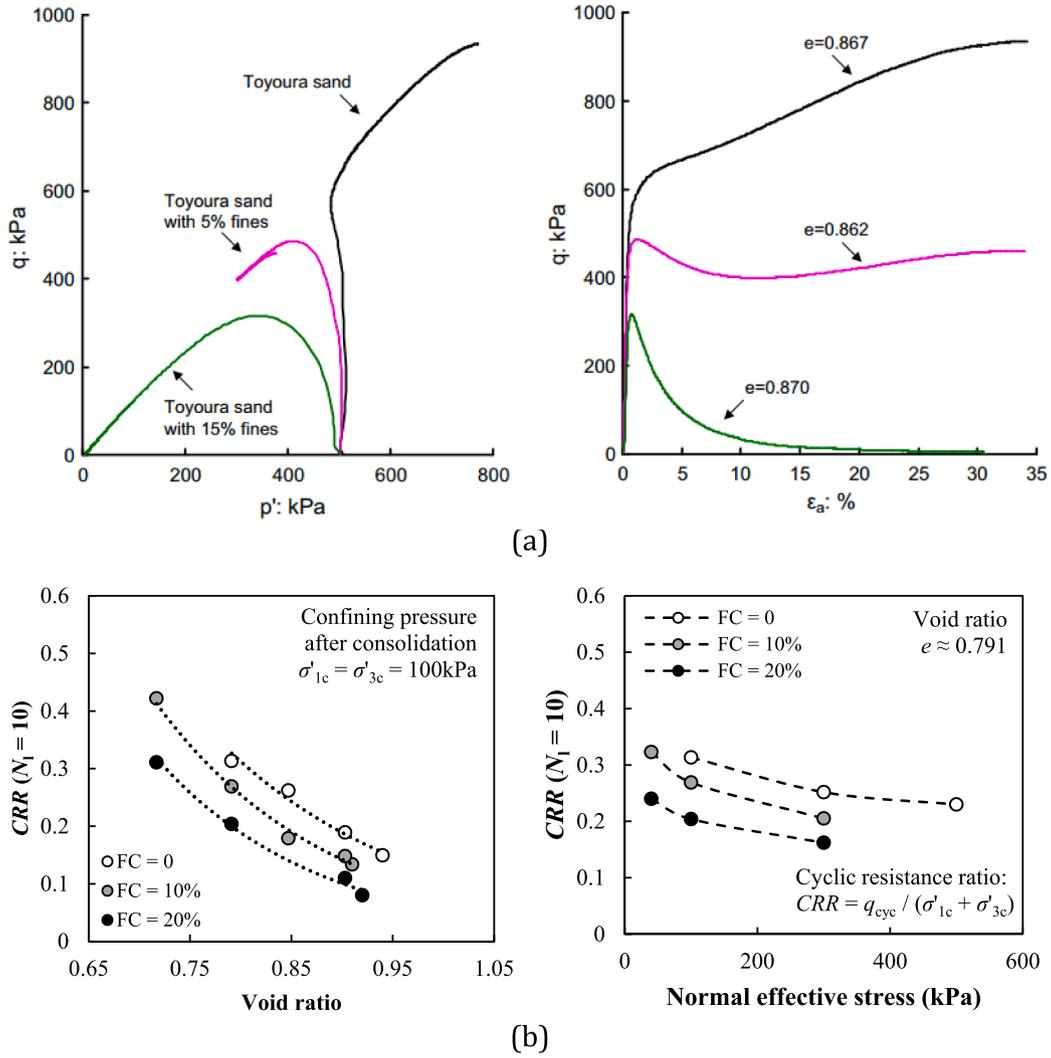 1000
800
600
400
200
0
q: kPa
Toyoura sand
Toyoura sand
with 5% fines
Toyoura sand
with 15% fines
0
200
400
600
800
p': kPa
1000
800
600
400
200
0
q: kPa
e=0.867
e=0.862
e=0.870
0
5
10
15
20
25
30
35
εa: %
(a)
0.6
0.5
0.4
0.3
0.2
0.1
0
CRR (Nl = 10)
Confining pressure
after consolidation
σ'1c = σ'3c = 100kPa
FC = 0
FC = 10%
FC = 20%
0.65
0.75
0.85
0.95
1.05
Void ratio
0.6
0.5
0.4
0.3
0.2
0.1
0
CRR (Nl = 10)
FC = 0
FC = 10%
FC = 20%
Void ratio
e ≈ 0.791
Cyclic resistance ratio:
CRR = qcyc / (σ'1c + σ'3c)
0
200
400
600
Normal effective stress (kPa)
(b)